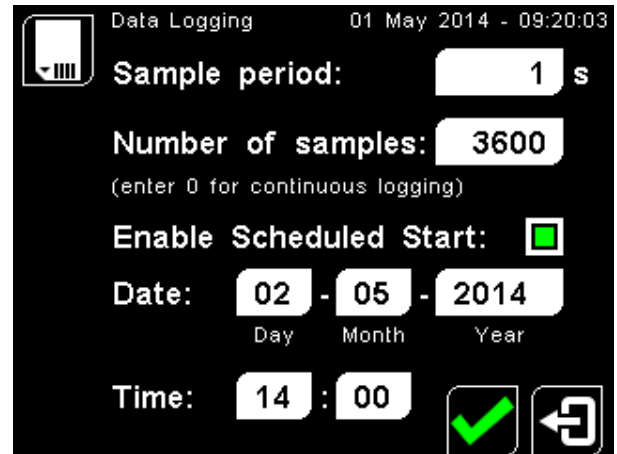 Data Logging 01 May 2014 - 09:20:03
Sample period: 1 s
Number of samples: 3600
(enter 0 for continuous logging)
Enable Scheduled Start:
Date: 02 - 05 - 2014
Day Month Year
Time: 14 : 00